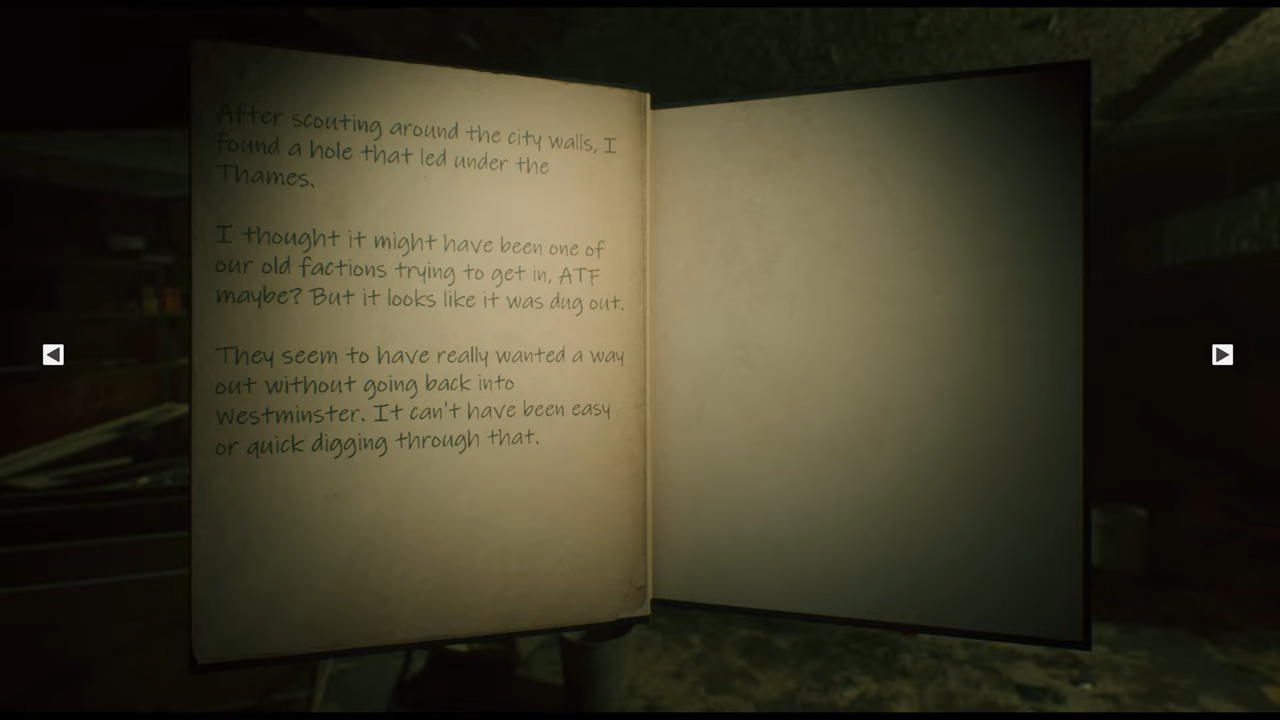 After scouting around the city walls, I
found a hole that led under the
Thames.
I thought it might have been one of
our old factions trying to get in, ATF
maybe? But it looks like it was dug out.
They seem to have really wanted a way
out without going back into
Westminster. It can't have been easy
or quick digging through that.